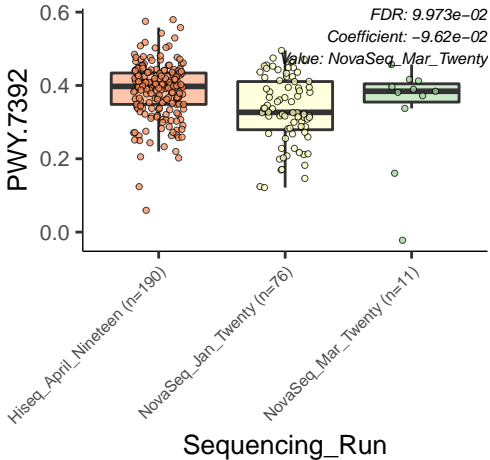 FDR: 9.973e−02
Coefficient: −9.62e−02
Value: NovaSeq_Mar_Twenty
0.6
0.4
0.2
0.0
PWY.7392
Hiseq_April_Nineteen (n=190)
NovaSeq_Jan_Twenty (n=76)
NovaSeq_Mar_Twenty (n=11)
Sequencing_Run